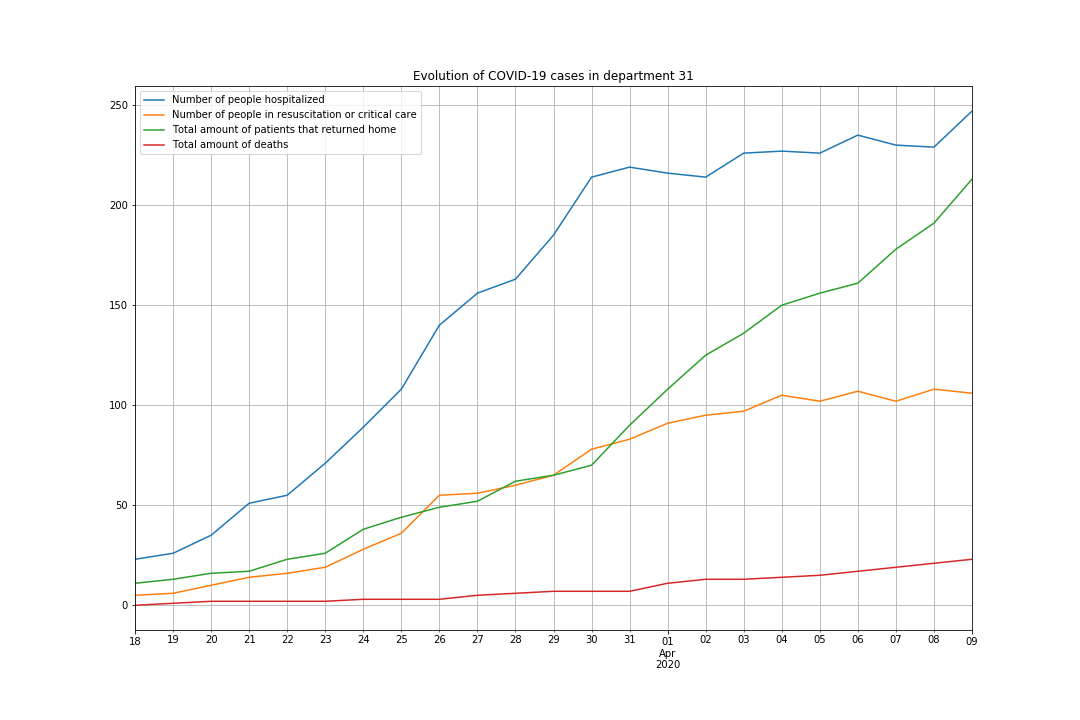 Evolution of COVID-19 cases in department 31
Number of people hospitalized
Number of people in resuscitation or critical care
Total amount of patients that returned home
Total amount of deaths
250
200
150
100
50
0
18 19 20 21 22 23 24 25 26 27 28 29 30 31 01 02 03 04 05 06 07 08 09
Apr
2020